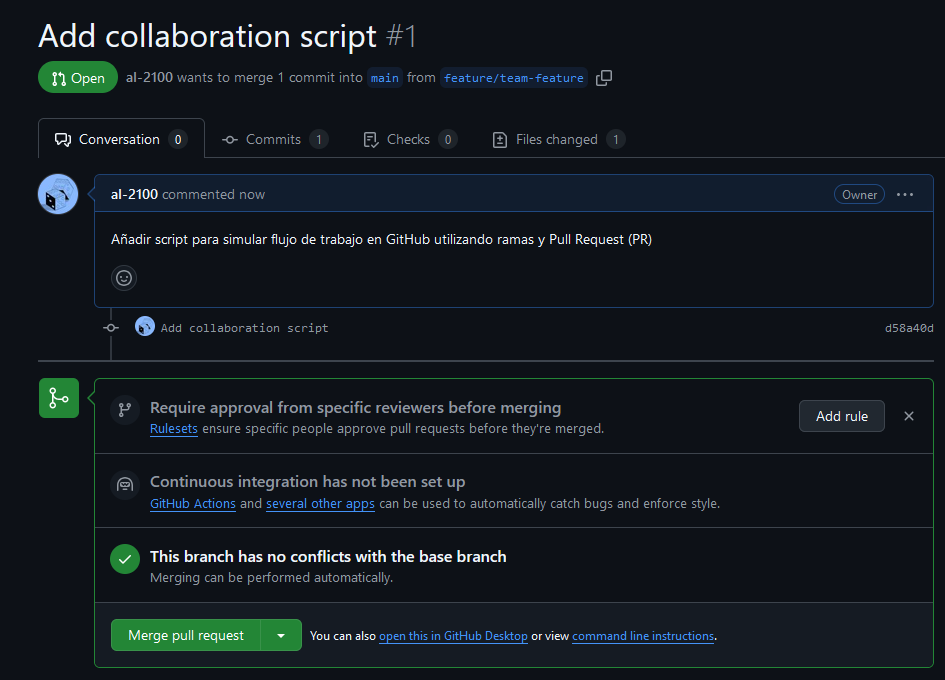 Add collaboration script #1
Open al-2100 wants to merge 1 commit into main from feature/team-feature
Conversation 0 Commits 1 Checks 0 Files changed 1
al-2100 commented now Owner
Añadir script para simular flujo de trabajo en GitHub utilizando ramas y Pull Request (PR)
Add collaboration script d58a40d
Require approval from specific reviewers before merging
Rulesets ensure specific people approve pull requests before they're merged.
Add rule
Continuous integration has not been set up
GitHub Actions and several other apps can be used to automatically catch bugs and enforce style.
This branch has no conflicts with the base branch
Merging can be performed automatically.
Merge pull request You can also open this in GitHub Desktop or view command line instructions.